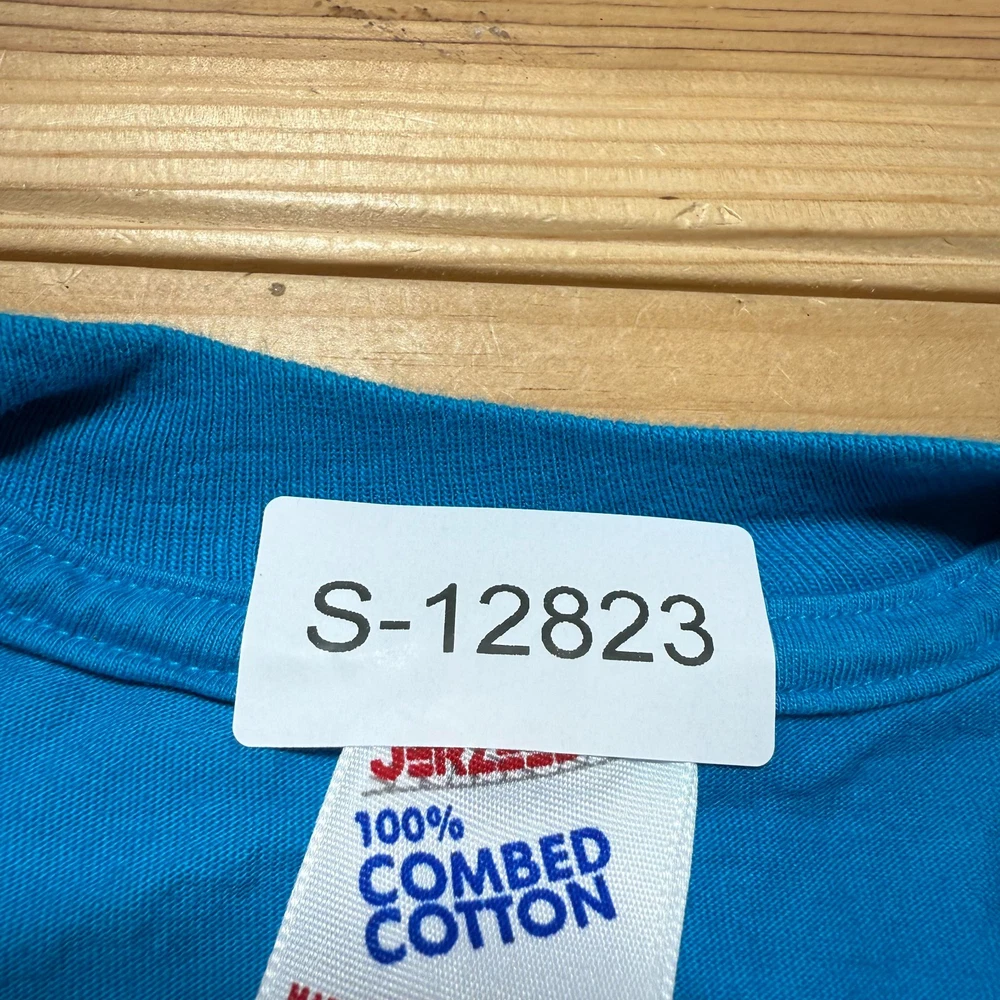 S-12823
100%
COMBED
COTTON